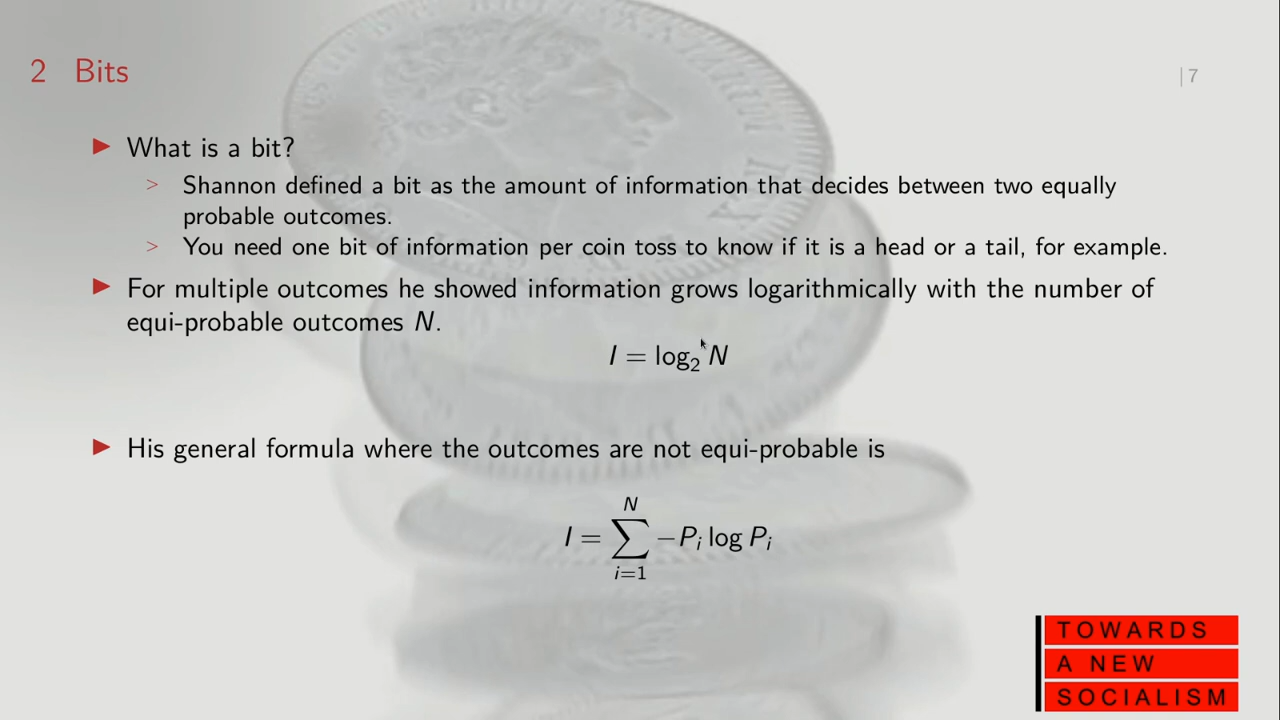 2 Bits
| 7
▶ What is a bit?
> Shannon defined a bit as the amount of information that decides between two equally
probable outcomes.
> You need one bit of information per coin toss to know if it is a head or a tail, for example.
▶ For multiple outcomes he showed information grows logarithmically with the number of
equi-probable outcomes N.
I = log₂ N
▶ His general formula where the outcomes are not equi-probable is
I = ∑_{i=1}^{N} −P_i log P_i
TOWARDS
A NEW
SOCIALISM